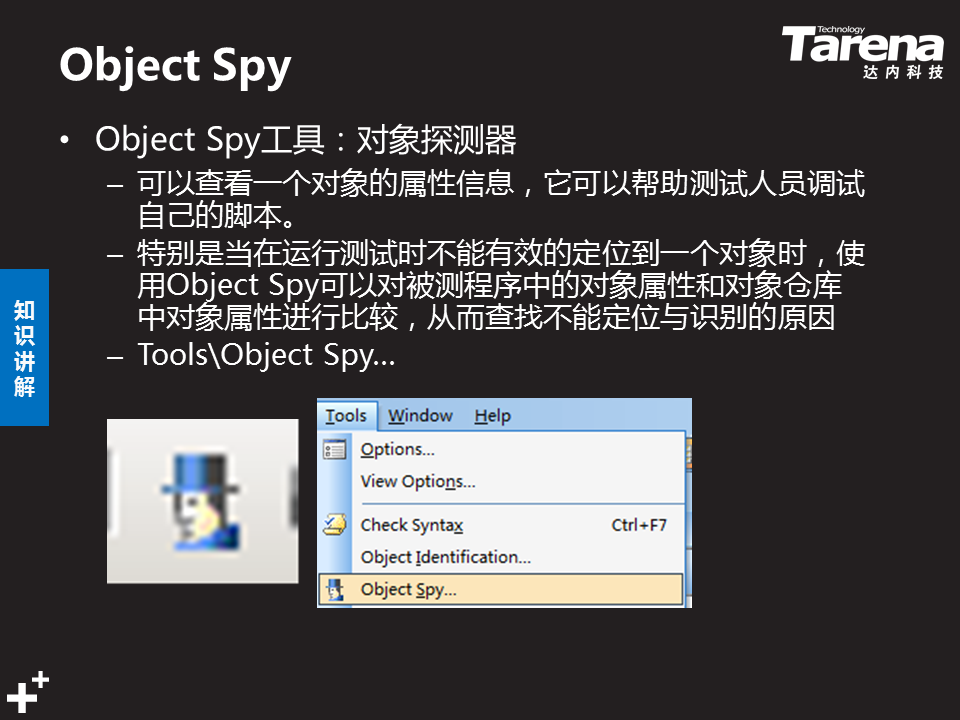 Object Spy
Technology
Tarena
达内科技
• Object Spy工具：对象探测器
– 可以查看一个对象的属性信息，它可以帮助测试人员调试
自己的脚本。
– 特别是当在运行测试时不能有效的定位到一个对象时，使
用Object Spy可以对被测程序中的对象属性和对象仓库
中对象属性进行比较，从而查找不能定位与识别的原因
– Tools\Object Spy...
知
识
讲
解
Tools Window Help
Options...
View Options...
Check Syntax Ctrl+F7
Object Identification...
Object Spy...